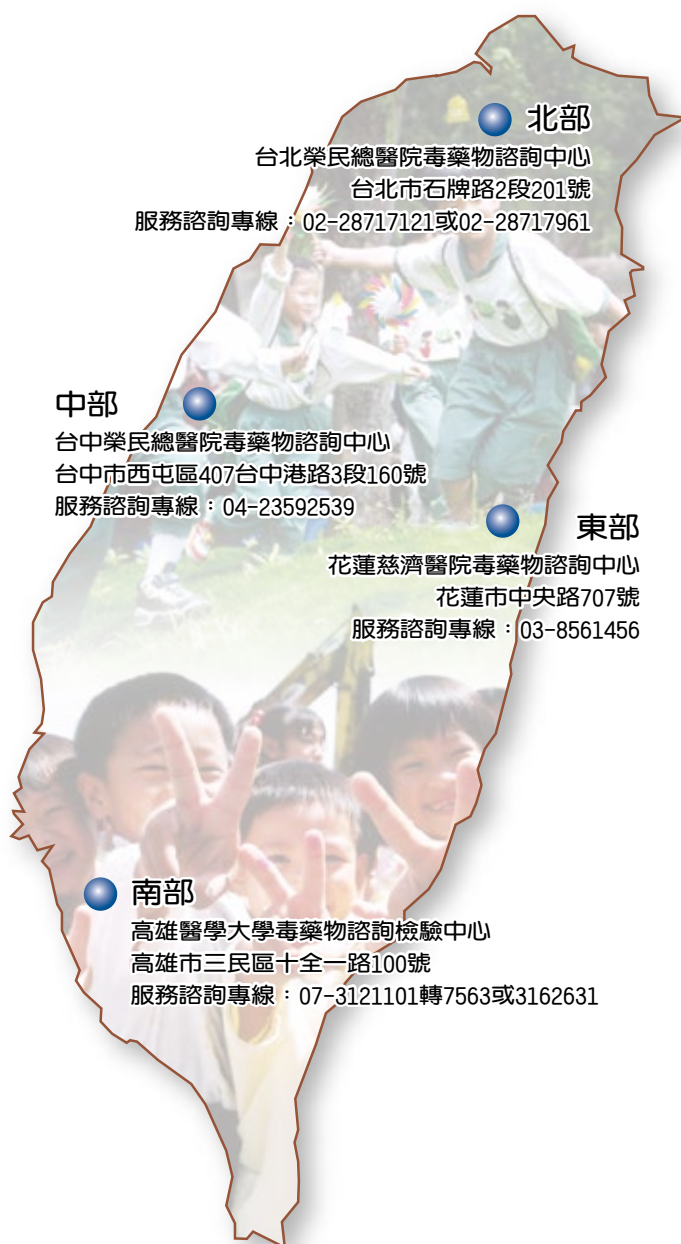 北部
台北榮民總醫院毒藥物諮詢中心
台北市石牌路2段201號
服務諮詢專線：02-28717121或02-28717961
中部
台中榮民總醫院毒藥物諮詢中心
台中市西屯區407台中港路3段160號
服務諮詢專線：04-23592539
東部
花蓮慈濟醫院毒藥物諮詢中心
花蓮市中央路707號
服務諮詢專線：03-8561456
南部
高雄醫學大學毒藥物諮詢檢驗中心
高雄市三民區十全一路100號
服務諮詢專線：07-3121101轉7563或3162631